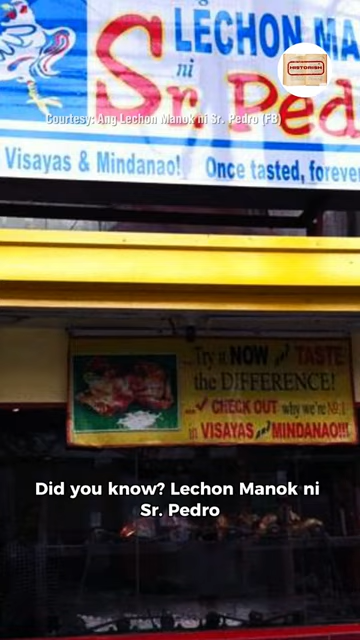 LECHON MA
HISTORISH
ni
Sr. Ped
Courtesy: Ang Lechon Manok ni Sr. Pedro (FB)
Visayas & Mindanao! Once tasted, forever
...Try it NOW and TASTE
the DIFFERENCE!
...✓ CHECK OUT why we're No.1
in VISAYAS and MINDANAO!!!
Did you know? Lechon Manok ni
Sr. Pedro